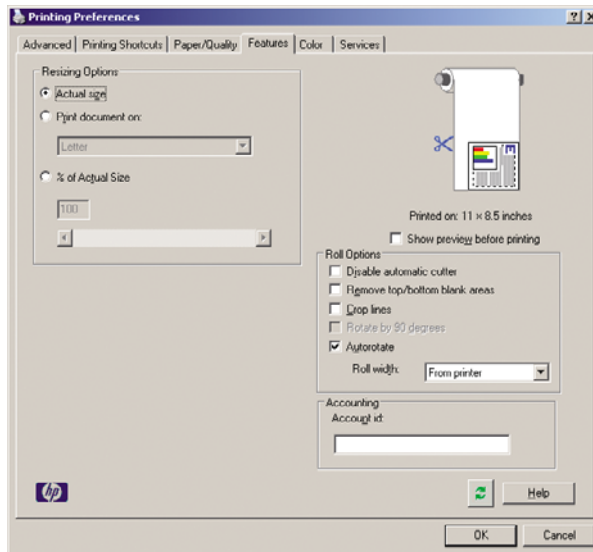 Printing Preferences
Advanced Printing Shortcuts Paper/Quality Features Color Services
Resizing Options
Actual size
Print document on:
Letter
% of Actual Size
100
Printed on: 11 × 8.5 inches
Show preview before printing
Roll Options
Disable automatic cutter
Remove top/bottom blank areas
Crop lines
Rotate by 90 degrees
Autorotate
Roll width: From printer
Accounting
Account id:
hp
Help
OK Cancel